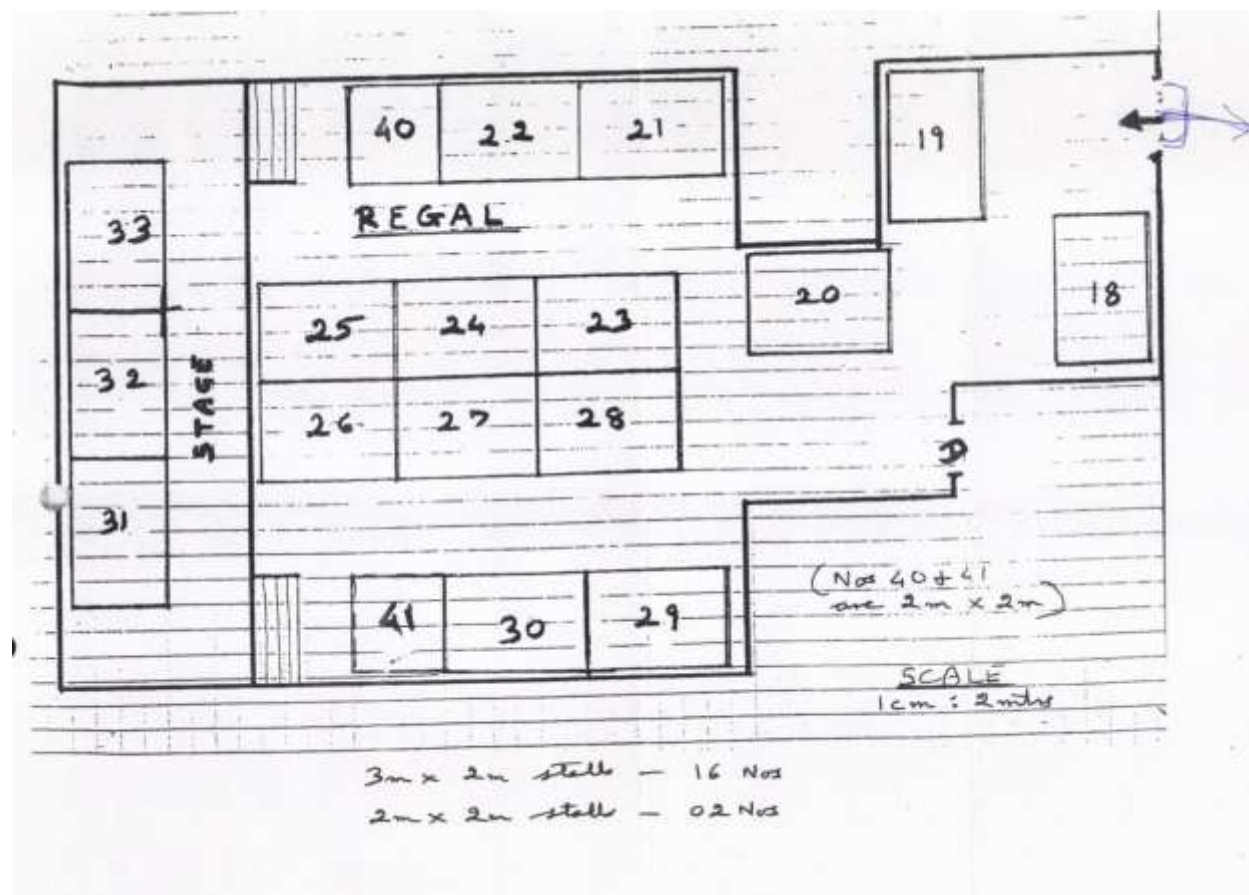 40 22 21
19
33
REGAL
18
20
25 24 23
32
STAGE
26 27 28
D
31
(Nos 40 & 41
are 2m x 2m)
41 30 29
SCALE
1cm : 2mtrs
3m x 2m stalls - 16 Nos
2m x 2m stalls - 02 Nos